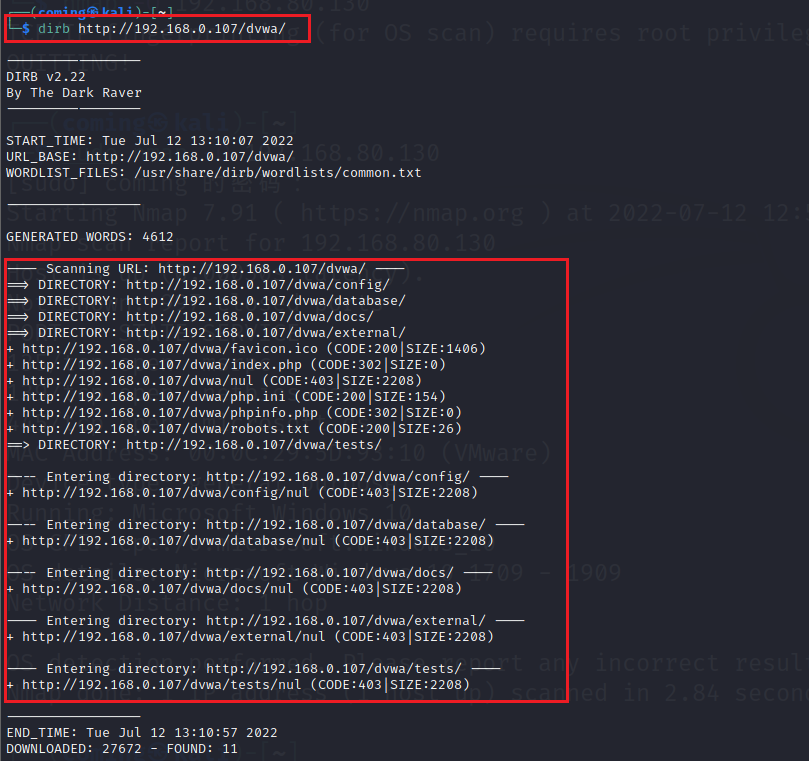 ┌──(coming㉿kali)-[~]
└─$ dirb http://192.168.0.107/dvwa/
-----------------
DIRB v2.22
By The Dark Raver
-----------------
START_TIME: Tue Jul 12 13:10:07 2022
URL_BASE: http://192.168.0.107/dvwa/
WORDLIST_FILES: /usr/share/dirb/wordlists/common.txt
-----------------
GENERATED WORDS: 4612
---- Scanning URL: http://192.168.0.107/dvwa/ ----
==> DIRECTORY: http://192.168.0.107/dvwa/config/
==> DIRECTORY: http://192.168.0.107/dvwa/database/
==> DIRECTORY: http://192.168.0.107/dvwa/docs/
==> DIRECTORY: http://192.168.0.107/dvwa/external/
+ http://192.168.0.107/dvwa/favicon.ico (CODE:200|SIZE:1406)
+ http://192.168.0.107/dvwa/index.php (CODE:302|SIZE:0)
+ http://192.168.0.107/dvwa/nul (CODE:403|SIZE:2208)
+ http://192.168.0.107/dvwa/php.ini (CODE:200|SIZE:154)
+ http://192.168.0.107/dvwa/phpinfo.php (CODE:302|SIZE:0)
+ http://192.168.0.107/dvwa/robots.txt (CODE:200|SIZE:26)
==> DIRECTORY: http://192.168.0.107/dvwa/tests/
---- Entering directory: http://192.168.0.107/dvwa/config/ ----
+ http://192.168.0.107/dvwa/config/nul (CODE:403|SIZE:2208)
---- Entering directory: http://192.168.0.107/dvwa/database/ ----
+ http://192.168.0.107/dvwa/database/nul (CODE:403|SIZE:2208)
---- Entering directory: http://192.168.0.107/dvwa/docs/ ----
+ http://192.168.0.107/dvwa/docs/nul (CODE:403|SIZE:2208)
---- Entering directory: http://192.168.0.107/dvwa/external/ ----
+ http://192.168.0.107/dvwa/external/nul (CODE:403|SIZE:2208)
---- Entering directory: http://192.168.0.107/dvwa/tests/ ----
+ http://192.168.0.107/dvwa/tests/nul (CODE:403|SIZE:2208)
-----------------
END_TIME: Tue Jul 12 13:10:57 2022
DOWNLOADED: 27672 - FOUND: 11